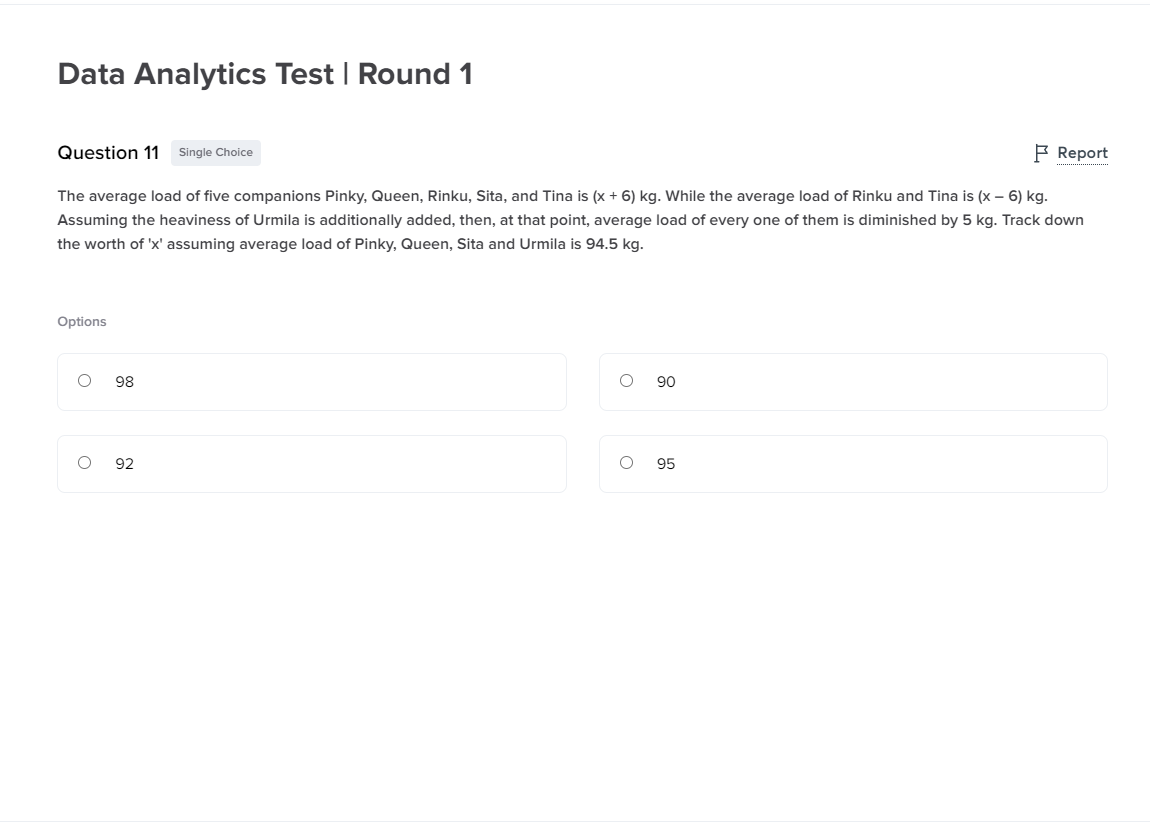 Data Analytics Test | Round 1
Question 11 Single Choice Report
The average load of five companions Pinky, Queen, Rinku, Sita, and Tina is (x + 6) kg. While the average load of Rinku and Tina is (x – 6) kg.
Assuming the heaviness of Urmila is additionally added, then, at that point, average load of every one of them is diminished by 5 kg. Track down
the worth of 'x' assuming average load of Pinky, Queen, Sita and Urmila is 94.5 kg.
Options
98 90
92 95